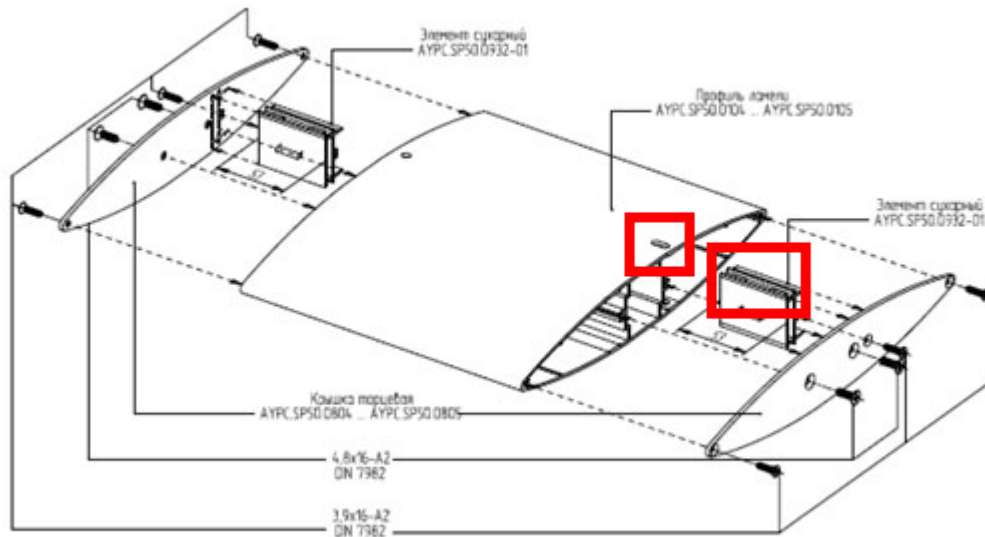 Элемент сухарный
AYPC.SP50.0932-01
Профиль ламели
AYPC.SP50.0104 ... AYPC.SP50.0105
Элемент сухарный
AYPC.SP50.0932-01
57
57
Крышка торцевая
AYPC.SP50.0804 ... AYPC.SP50.0805
4,8x16-A2
DIN 7982
3,9x16-A2
DIN 7982